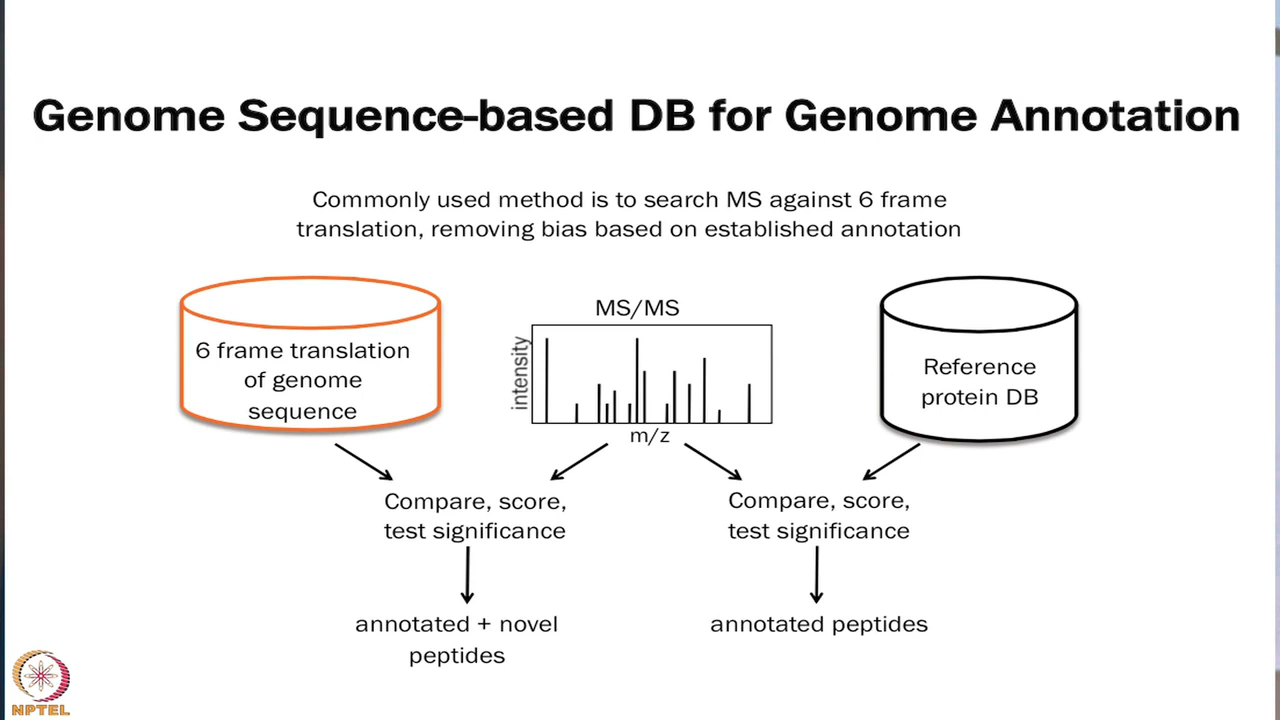 Genome Sequence-based DB for Genome Annotation
Commonly used method is to search MS against 6 frame
translation, removing bias based on established annotation
6 frame translation
of genome
sequence
MS/MS
intensity
m/z
Reference
protein DB
Compare, score,
test significance
Compare, score,
test significance
annotated + novel
peptides
annotated peptides
NPTEL